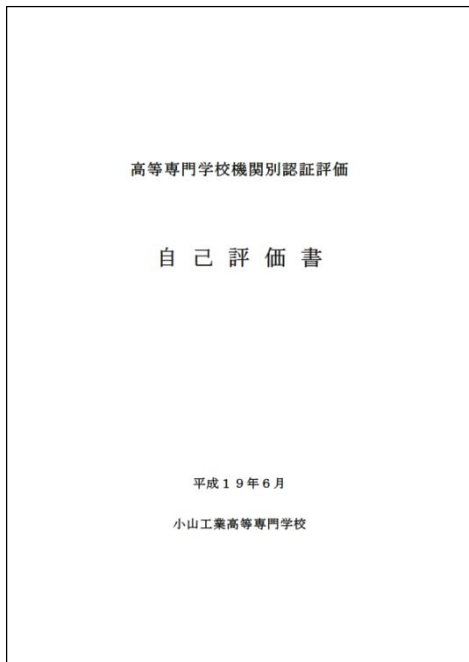 高等専門学校機関別認証評価
自己評価書
平成１９年６月
小山工業高等専門学校